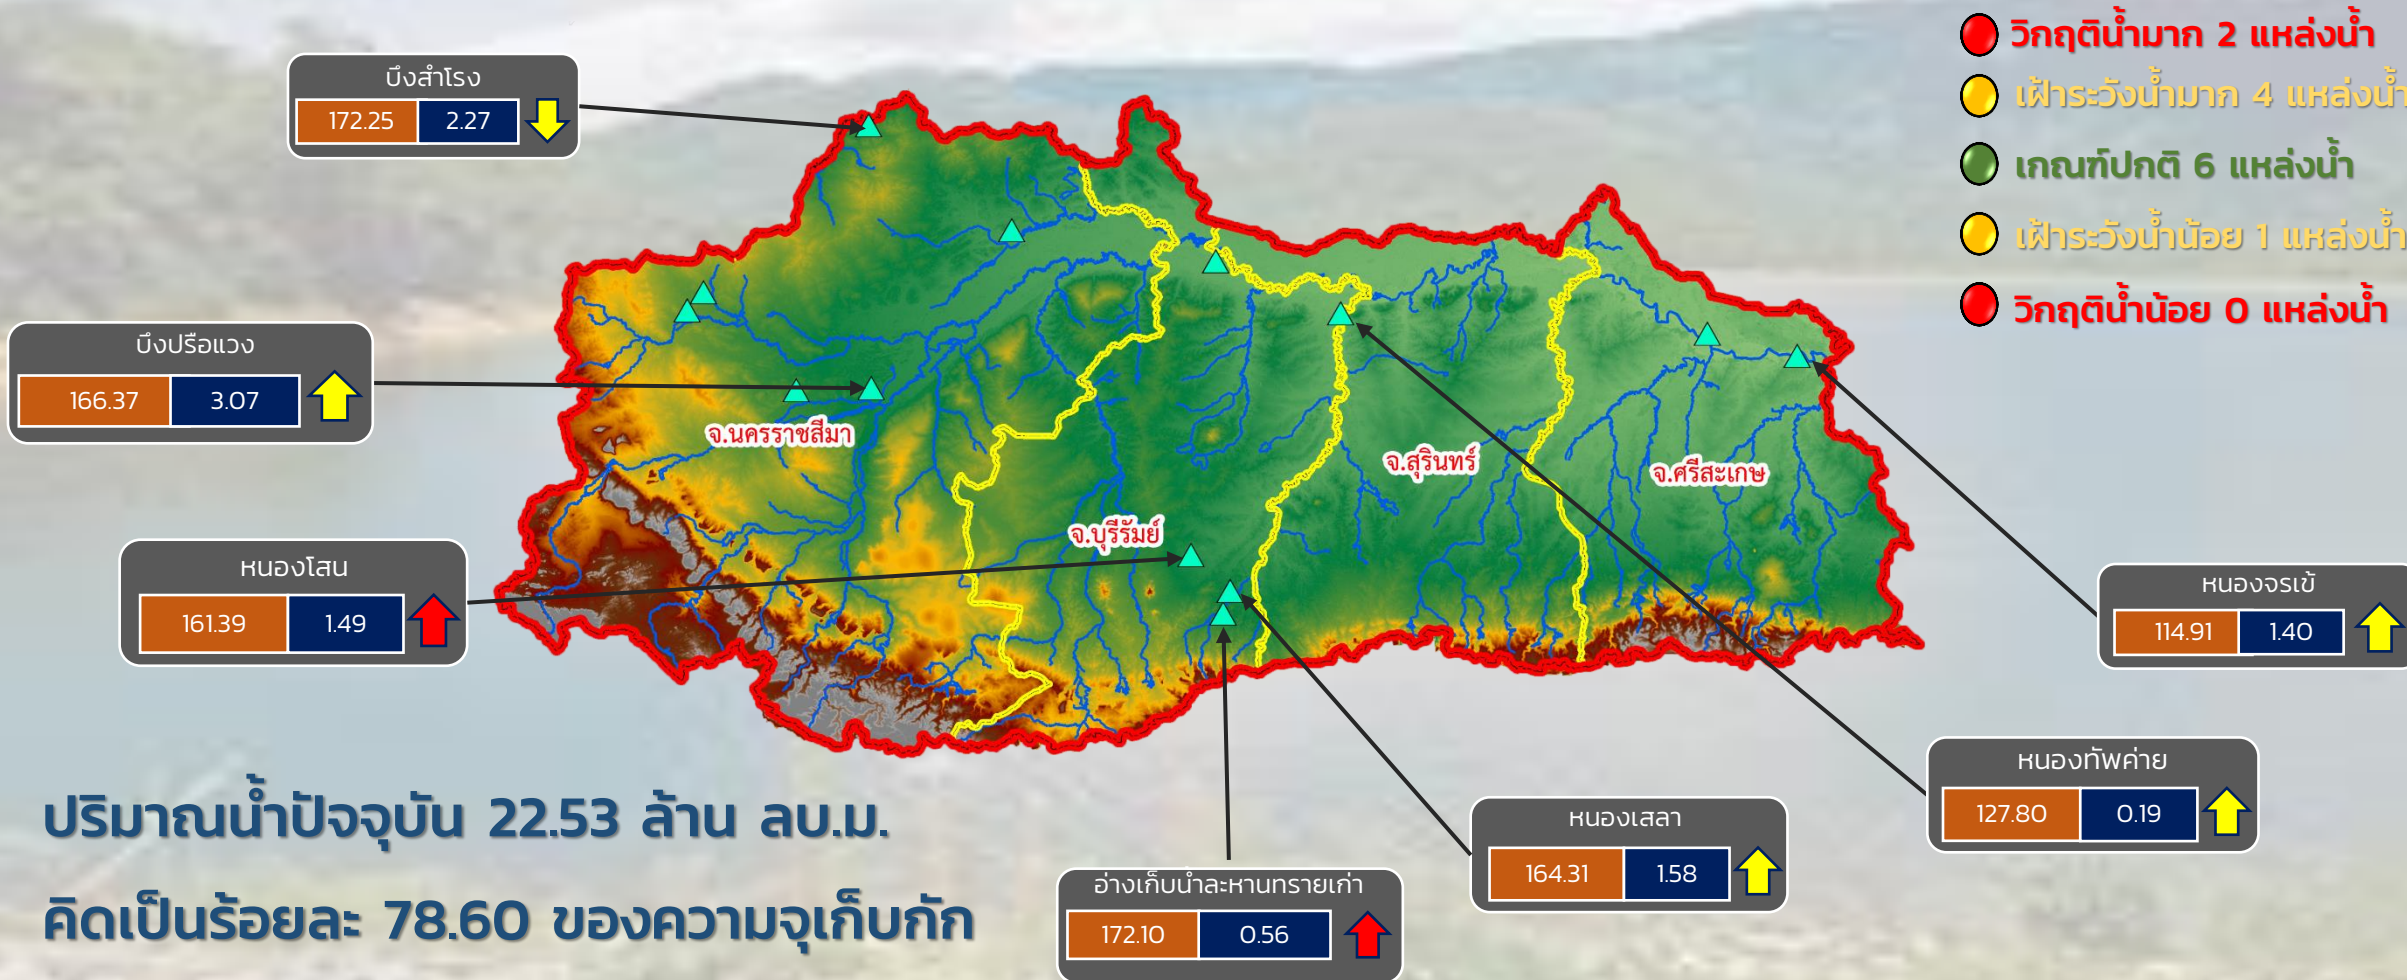 วิกฤติน้ำมาก 2 แหล่งน้ำ
เฝ้าระวังน้ำมาก 4 แหล่งน้ำ
เกณฑ์ปกติ 6 แหล่งน้ำ
เฝ้าระวังน้ำน้อย 1 แหล่งน้ำ
วิกฤติน้ำน้อย 0 แหล่งน้ำ
บึงสำโรง
172.25 2.27
บึงปรือแวง
166.37 3.07
หนองโสน
161.39 1.49
จ.นครราชสีมา
จ.บุรีรัมย์
จ.สุรินทร์
จ.ศรีสะเกษ
หนองจรเข้
114.91 1.40
หนองทัพค่าย
127.80 0.19
หนองเสลา
164.31 1.58
อ่างเก็บน้ำละหานทรายเก่า
172.10 0.56
ปริมาณน้ำปัจจุบัน 22.53 ล้าน ลบ.ม.
คิดเป็นร้อยละ 78.60 ของความจุเก็บกัก